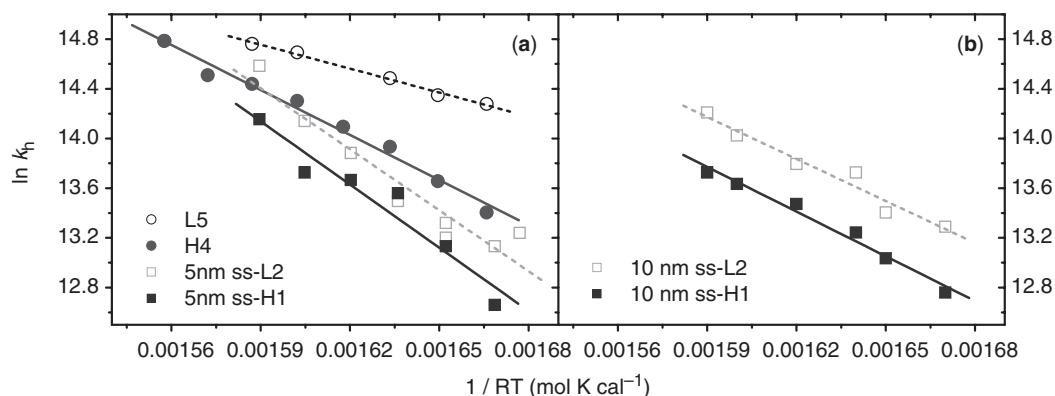 ln k_h
14.8
14.4
14.0
13.6
13.2
12.8
(a)
L5
H4
5nm ss-L2
5nm ss-H1
(b)
10 nm ss-L2
10 nm ss-H1
14.8
14.4
14.0
13.6
13.2
12.8
0.00156 0.00159 0.00162 0.00165 0.00168
0.00159 0.00162 0.00165 0.00168
1 / RT (mol K cal⁻¹)